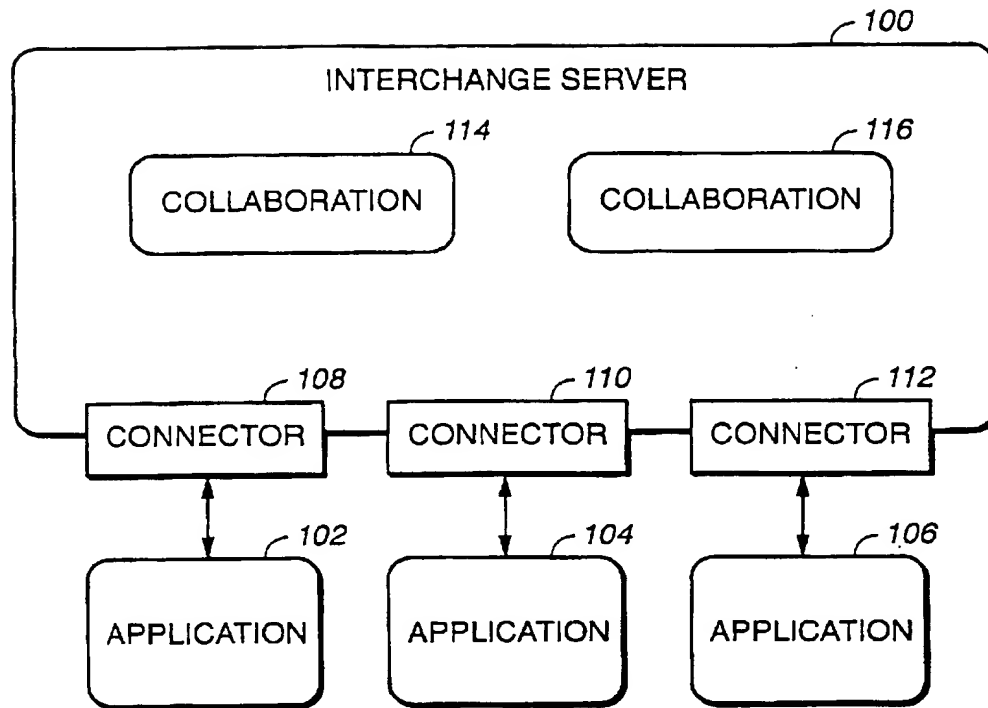 100
INTERCHANGE SERVER
114
116
COLLABORATION
COLLABORATION
108
110
112
CONNECTOR
CONNECTOR
CONNECTOR
102
104
106
APPLICATION
APPLICATION
APPLICATION